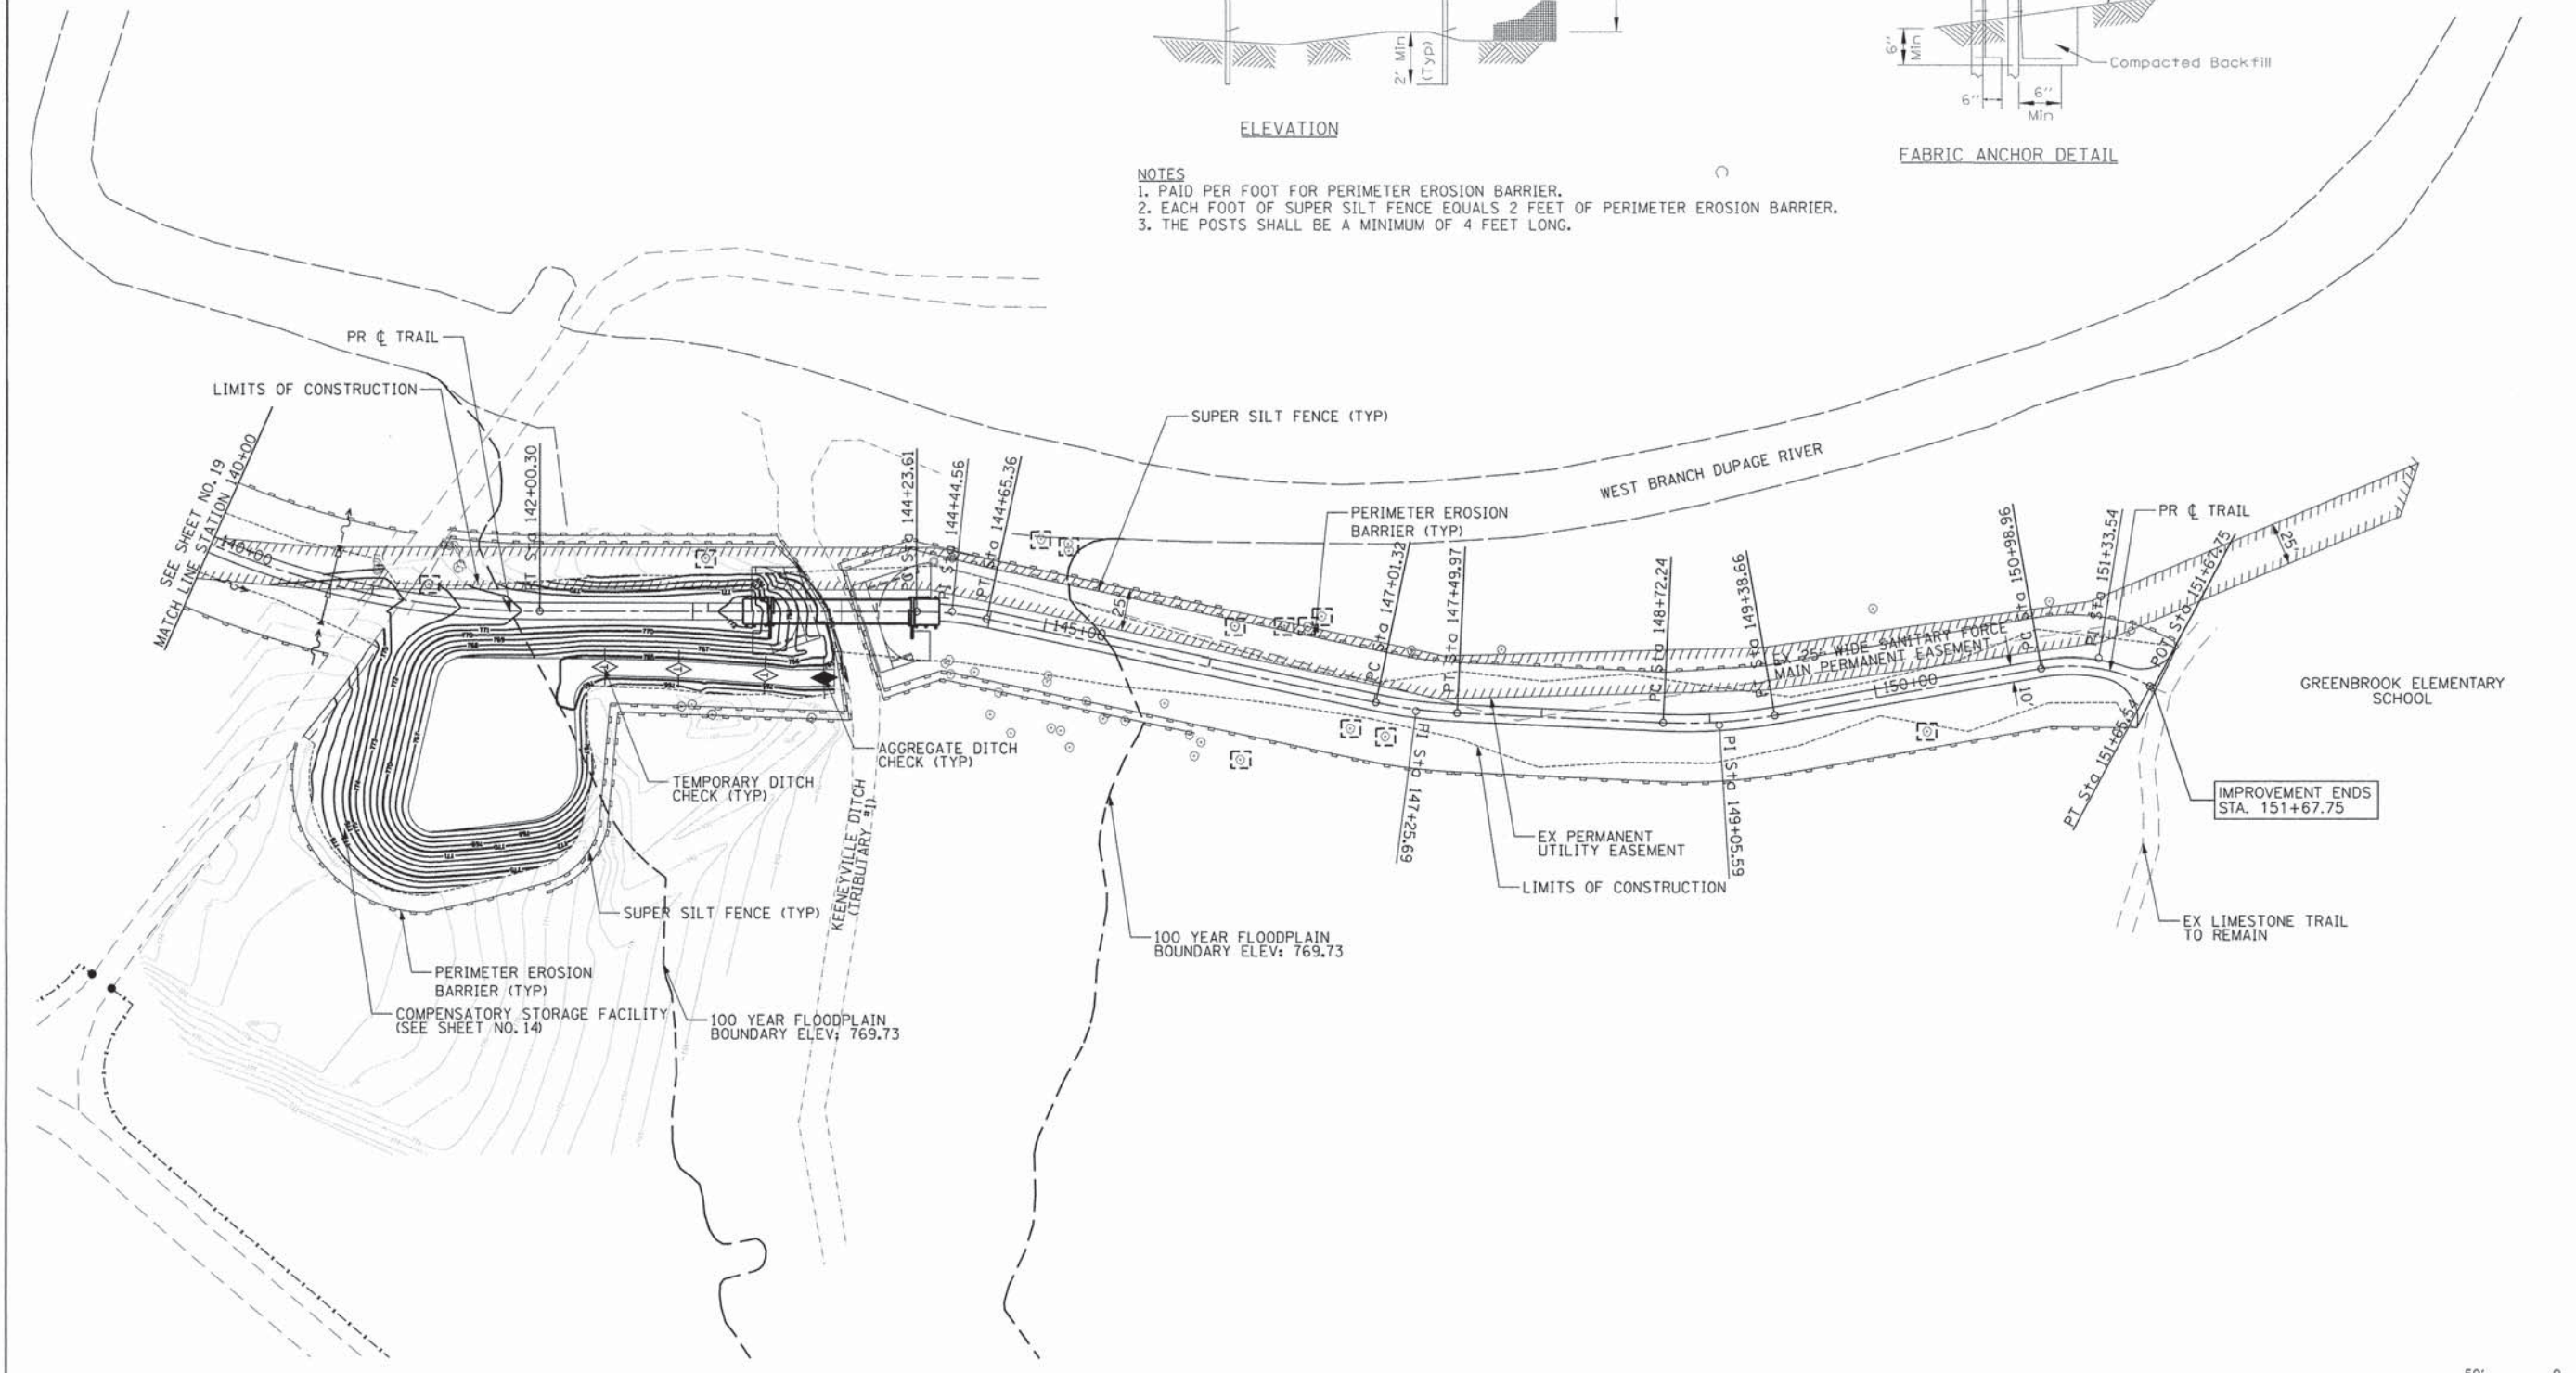 2' Min
(Typ)
ELEVATION
6"
Min
Compacted Backfill
6"
6"
Min
FABRIC ANCHOR DETAIL
NOTES
1. PAID PER FOOT FOR PERIMETER EROSION BARRIER.
2. EACH FOOT OF SUPER SILT FENCE EQUALS 2 FEET OF PERIMETER EROSION BARRIER.
3. THE POSTS SHALL BE A MINIMUM OF 4 FEET LONG.
PR ℄ TRAIL
LIMITS OF CONSTRUCTION
SEE SHEET NO. 19
MATCH LINE STATION 140+00
140+00
PT Sta 142+00.30
PC Sta 144+23.61
PI Sta 144+44.56
PT Sta 144+65.36
SUPER SILT FENCE (TYP)
WEST BRANCH DUPAGE RIVER
PERIMETER EROSION
BARRIER (TYP)
25'
145+00
PC Sta 147+01.32
PI Sta 147+25.69
PT Sta 147+49.97
PC Sta 148+72.24
PI Sta 149+05.59
PT Sta 149+38.96
EX 25' WIDE SANITARY FORCE
MAIN PERMANENT EASEMENT
150+00
10'
PC Sta 150+98.96
PI Sta 151+33.54
PR ℄ TRAIL
POT Sta 151+67.75
PT Sta 151+65.54
25'
GREENBROOK ELEMENTARY
SCHOOL
IMPROVEMENT ENDS
STA. 151+67.75
EX LIMESTONE TRAIL
TO REMAIN
EX PERMANENT
UTILITY EASEMENT
LIMITS OF CONSTRUCTION
AGGREGATE DITCH
CHECK (TYP)
TEMPORARY DITCH
CHECK (TYP)
KEENEYVILLE DITCH
(TRIBUTARY #1)
SUPER SILT FENCE (TYP)
100 YEAR FLOODPLAIN
BOUNDARY ELEV: 769.73
PERIMETER EROSION
BARRIER (TYP)
COMPENSATORY STORAGE FACILITY
(SEE SHEET NO. 14)
100 YEAR FLOODPLAIN
BOUNDARY ELEV: 769.73